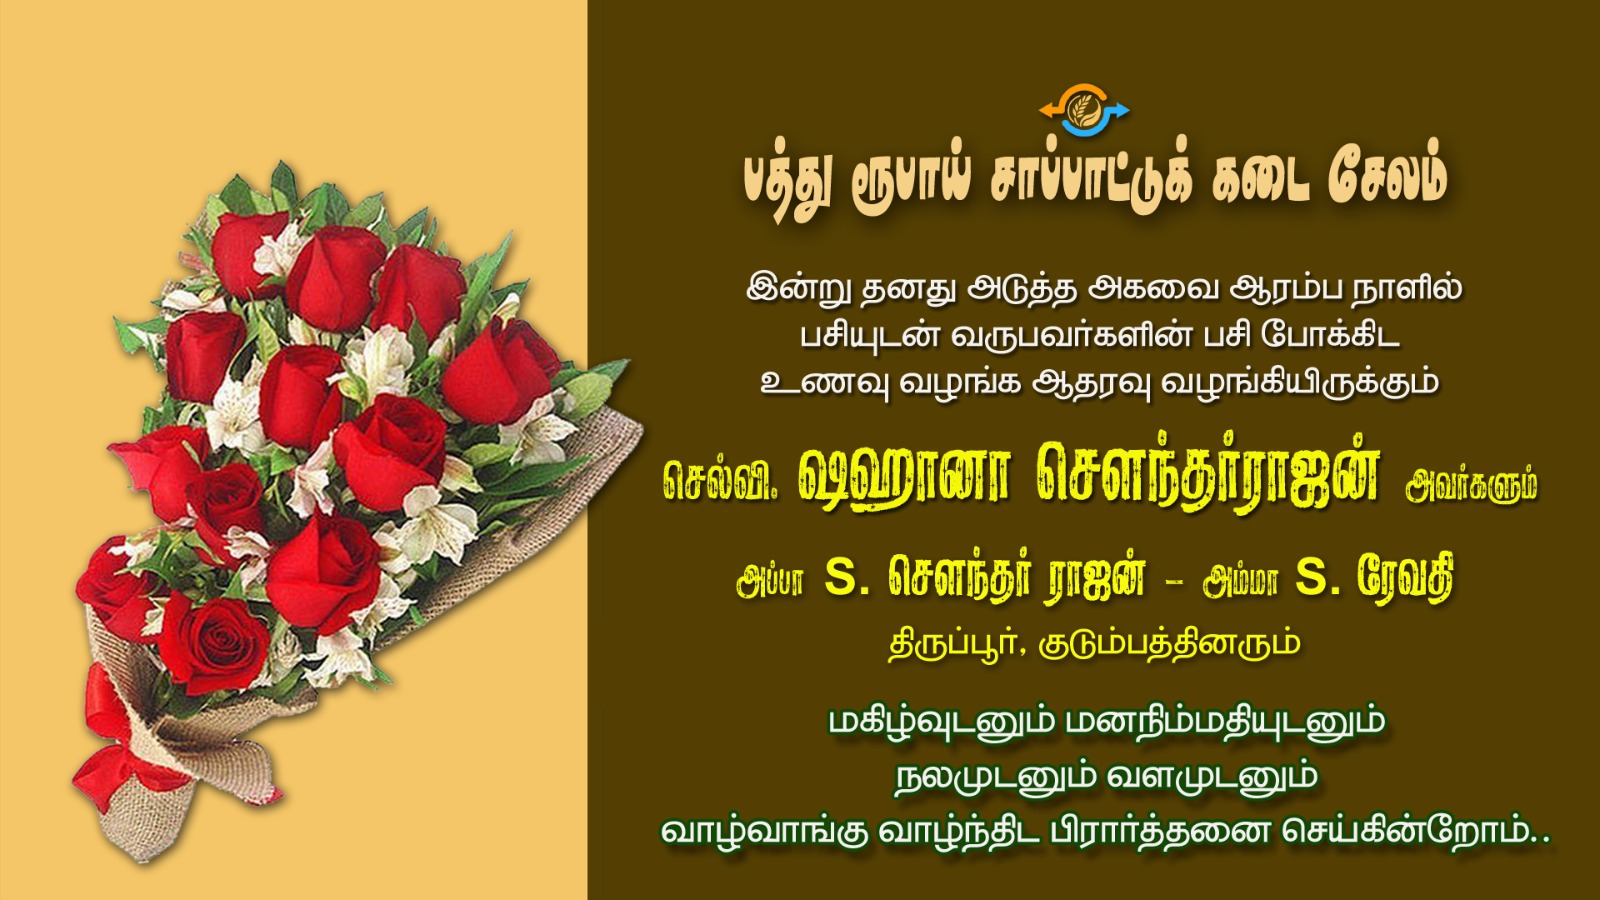 பத்து ரூபாய் சாப்பாட்டுக் கடை சேலம்
இன்று தனது அடுத்த அகவை ஆரம்ப நாளில்
பசியுடன் வருபவர்களின் பசி போக்கிட
உணவு வழங்க ஆதரவு வழங்கியிருக்கும்
செல்வி. ஷஹானா சௌந்தர்ராஜன் அவர்களும்
அப்பா S. சௌந்தர் ராஜன் - அம்மா S. ரேவதி
திருப்பூர், குடும்பத்தினரும்
மகிழ்வுடனும் மனநிம்மதியுடனும்
நலமுடனும் வளமுடனும்
வாழ்வாங்கு வாழ்ந்திட பிரார்த்தனை செய்கின்றோம்..